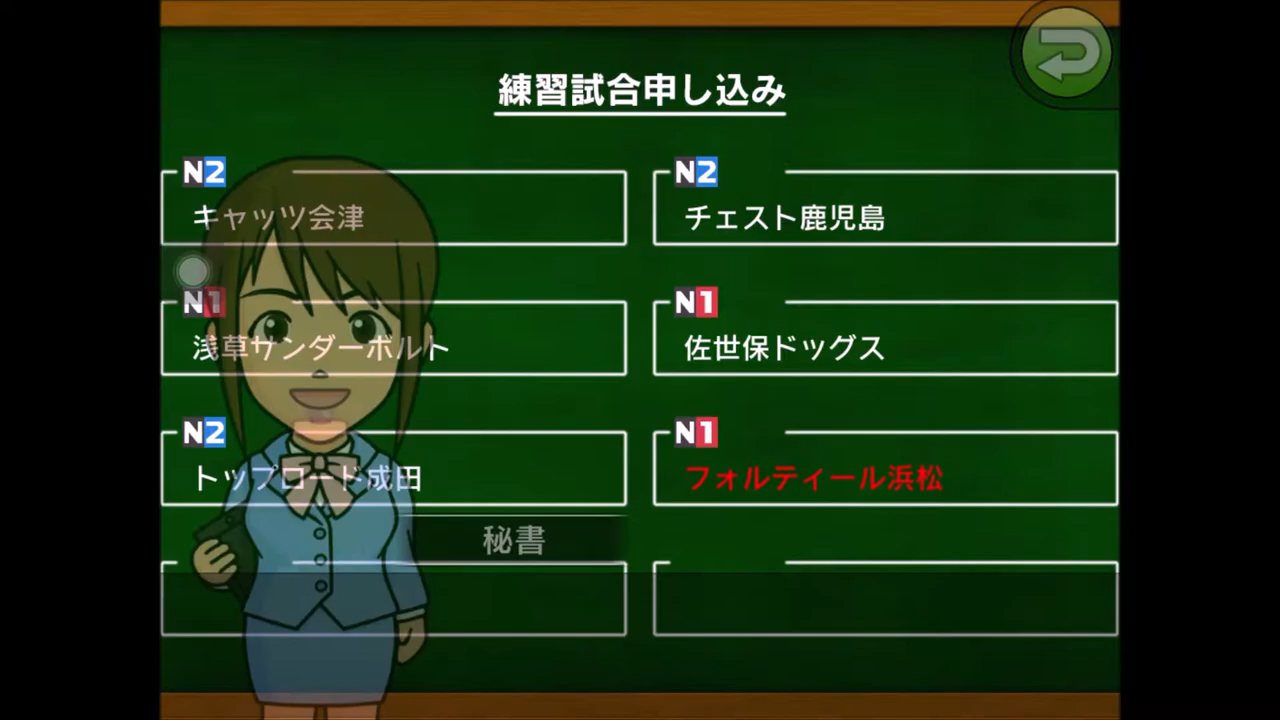 練習試合申し込み
N2 N2
キャッツ会津 チェスト鹿児島
N1 N1
浅草サンダーボルト 佐世保ドッグス
N2 N1
トップロード成田 フォルティール浜松
秘書